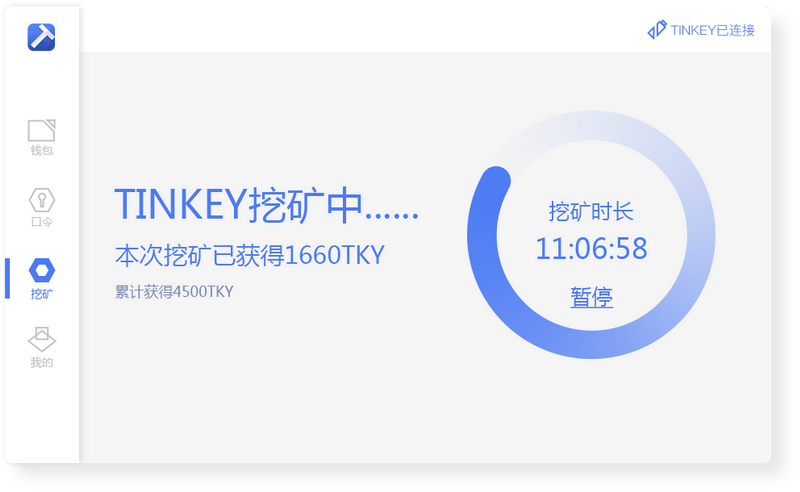 TINKEY已连接
钱包
口令
挖矿
我的
TINKEY挖矿中......
本次挖矿已获得1660TKY
累计获得4500TKY
挖矿时长
11:06:58
暂停